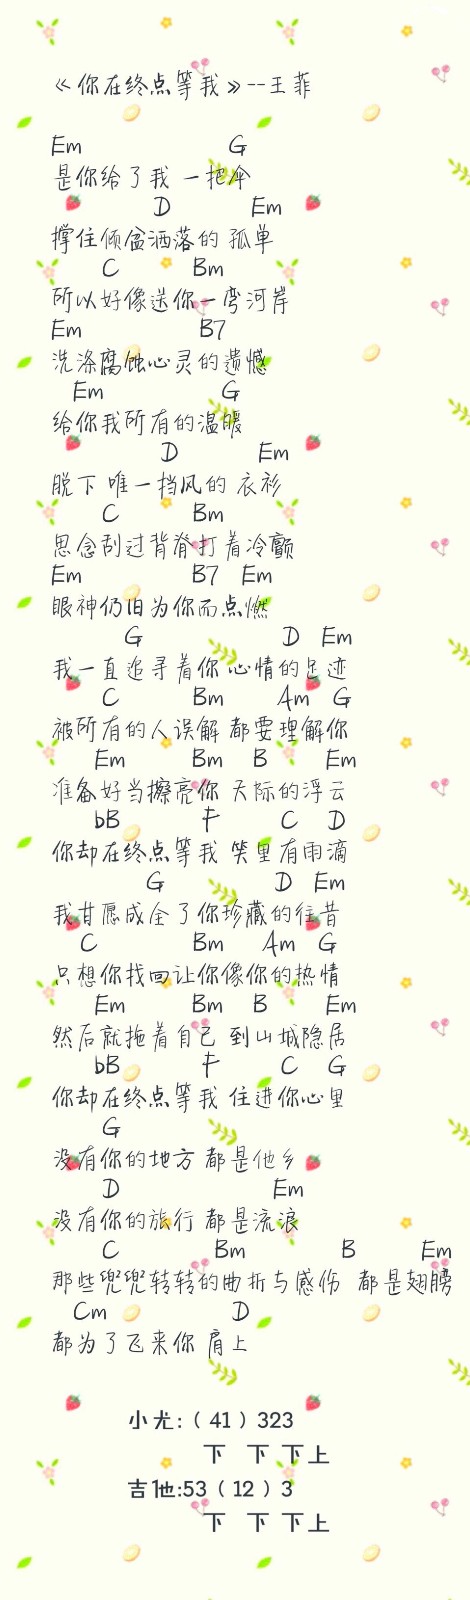 《你在终点等我》--王菲
Em G
是你给了我 一把伞
D Em
撑住倾盆洒落的 孤单
C Bm
所以好像送你一弯河岸
Em B7
洗涤腐蚀心灵的遗憾
Em G
给你我所有的温暖
D Em
脱下 唯一挡风的 衣衫
C Bm
思念刮过背脊打着冷颤
Em B7 Em
眼神仍旧为你而点燃
G D Em
我一直追寻着你 心情的足迹
C Bm Am G
被所有的人误解 都要理解你
Em Bm B Em
准备好当擦亮你 天际的浮云
bB F C D
你却在终点等我 笑里有雨滴
G D Em
我甘愿成全了你珍藏的往昔
C Bm Am G
只想你找回让你像你的热情
Em Bm B Em
然后就拖着自己 到山城隐居
bB F C G
你却在终点等我 住进你心里
G
没有你的地方 都是他乡
D Em
没有你的旅行 都是流浪
C Bm B Em
那些兜兜转转的曲折与感伤 都是翅膀
Cm D
都为了飞来你 肩上
小尤:（41）323
下 下 下上
吉他:53（12）3
下 下 下上